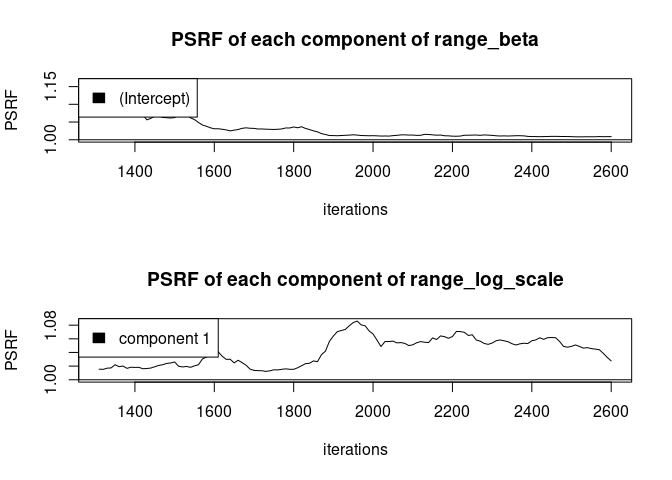 PSRF of each component of range_beta
PSRF
1.15
1.00
(Intercept)
1400 1600 1800 2000 2200 2400 2600
iterations
PSRF of each component of range_log_scale
PSRF
1.08
1.00
component 1
1400 1600 1800 2000 2200 2400 2600
iterations